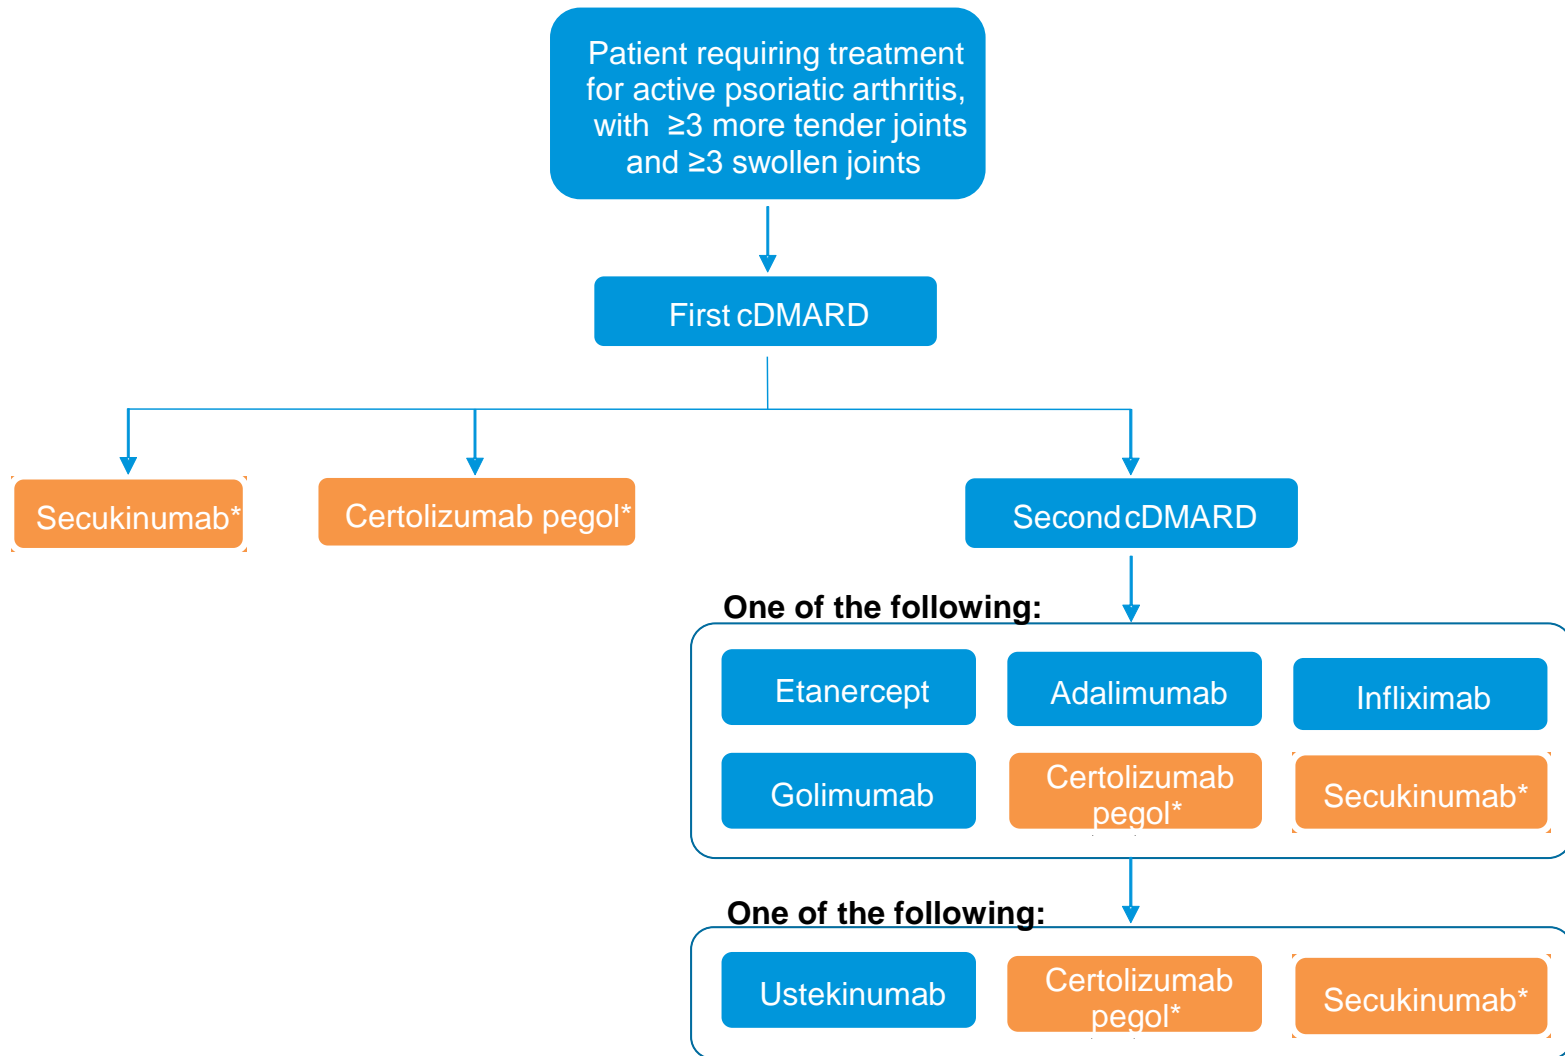 Patient requiring treatment
for active psoriatic arthritis,
with ≥3 more tender joints
and ≥3 swollen joints
First cDMARD
Secukinumab*
Certolizumab pegol*
Second cDMARD
One of the following:
Etanercept
Adalimumab
Infliximab
Golimumab
Certolizumab
pegol*
Secukinumab*
One of the following:
Ustekinumab
Certolizumab
pegol*
Secukinumab*